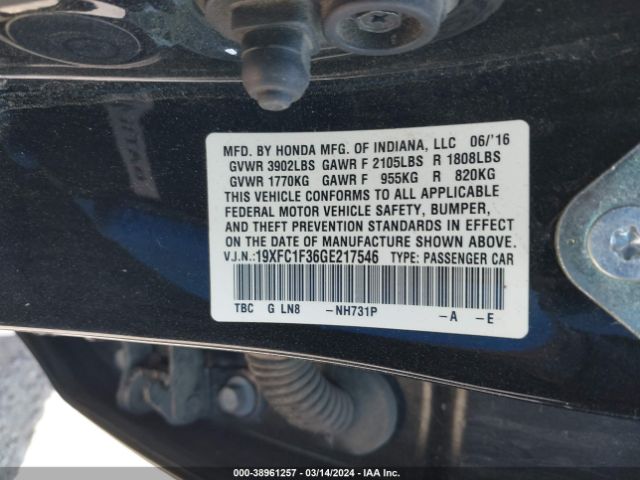 MFD. BY HONDA MFG. OF INDIANA, LLC 06/'16
GVWR 3902LBS GAWR F 2105LBS R 1808LBS
GVWR 1770KG GAWR F 955KG R 820KG
THIS VEHICLE CONFORMS TO ALL APPLICABLE
FEDERAL MOTOR VEHICLE SAFETY, BUMPER,
AND THEFT PREVENTION STANDARDS IN EFFECT
ON THE DATE OF MANUFACTURE SHOWN ABOVE.
V.I.N.:19XFC1F36GE217546 TYPE: PASSENGER CAR
TBC G LN8 -NH731P -A -E
000-38961257 - 03/14/2024 - IAA Inc.